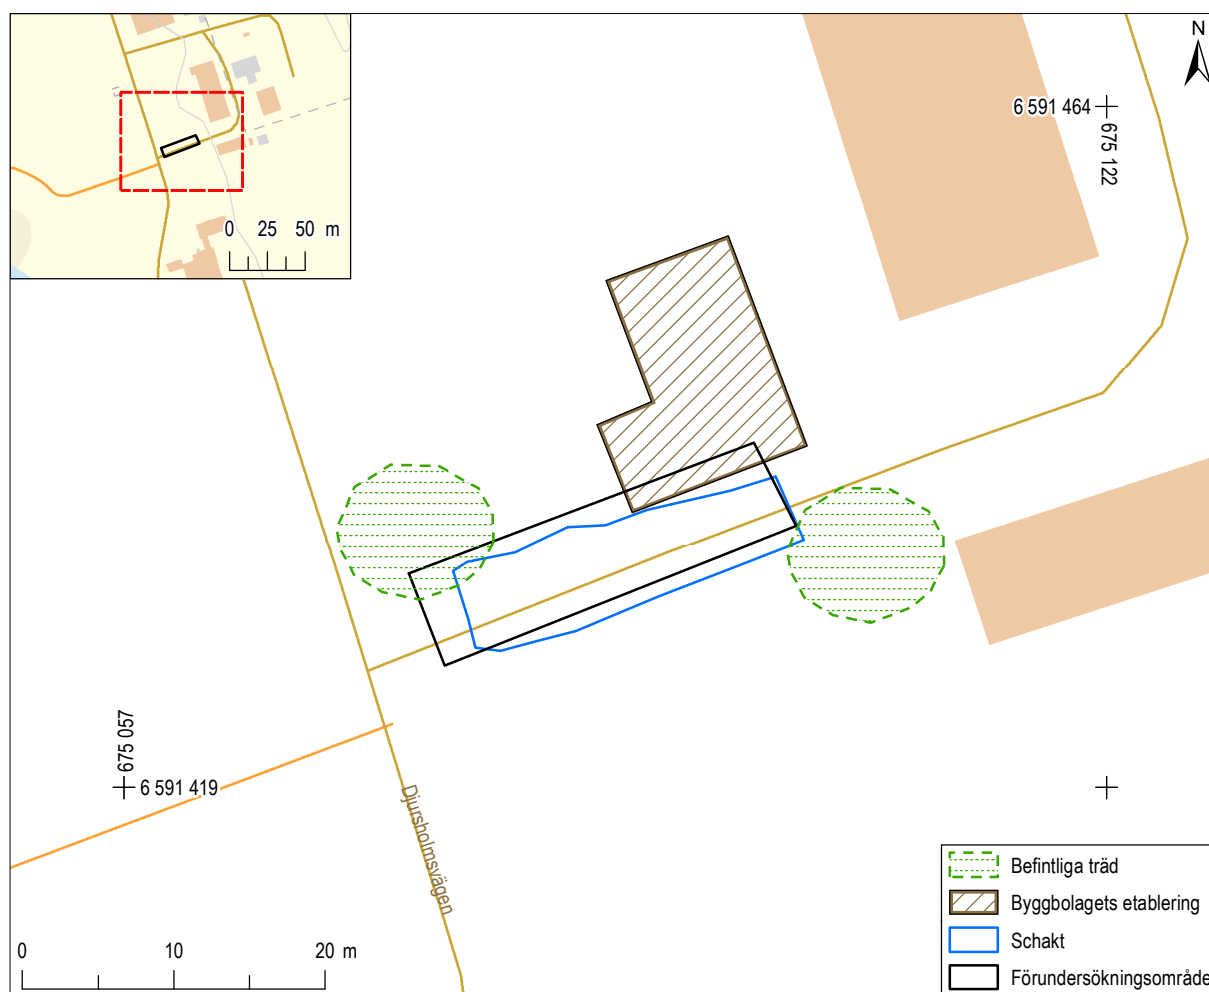 N
6 591 464
675 122
0 25 50 m
675 057
6 591 419
Djursholmsvägen
0 10 20 m
Befintliga träd
Byggbolagets etablering
Schakt
Förundersökningsområde